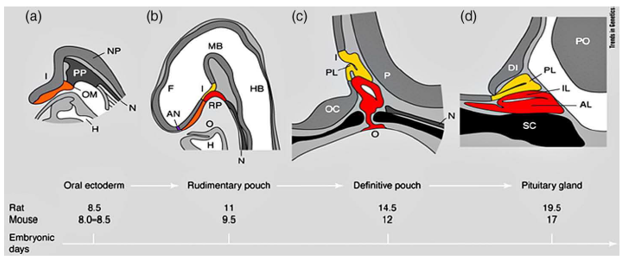 (a)
(b)
(c)
(d)
Trends in Genetics
NP
I
PP
OM
N
H
MB
F
I
HB
RP
AN
O
H
N
I
PL
P
OC
N
O
PO
DI
PL
IL
AL
SC
Oral ectoderm
Rudimentary pouch
Definitive pouch
Pituitary gland
Rat 8.5 11 14.5 19.5
Mouse 8.0–8.5 9.5 12 17
Embryonic
days